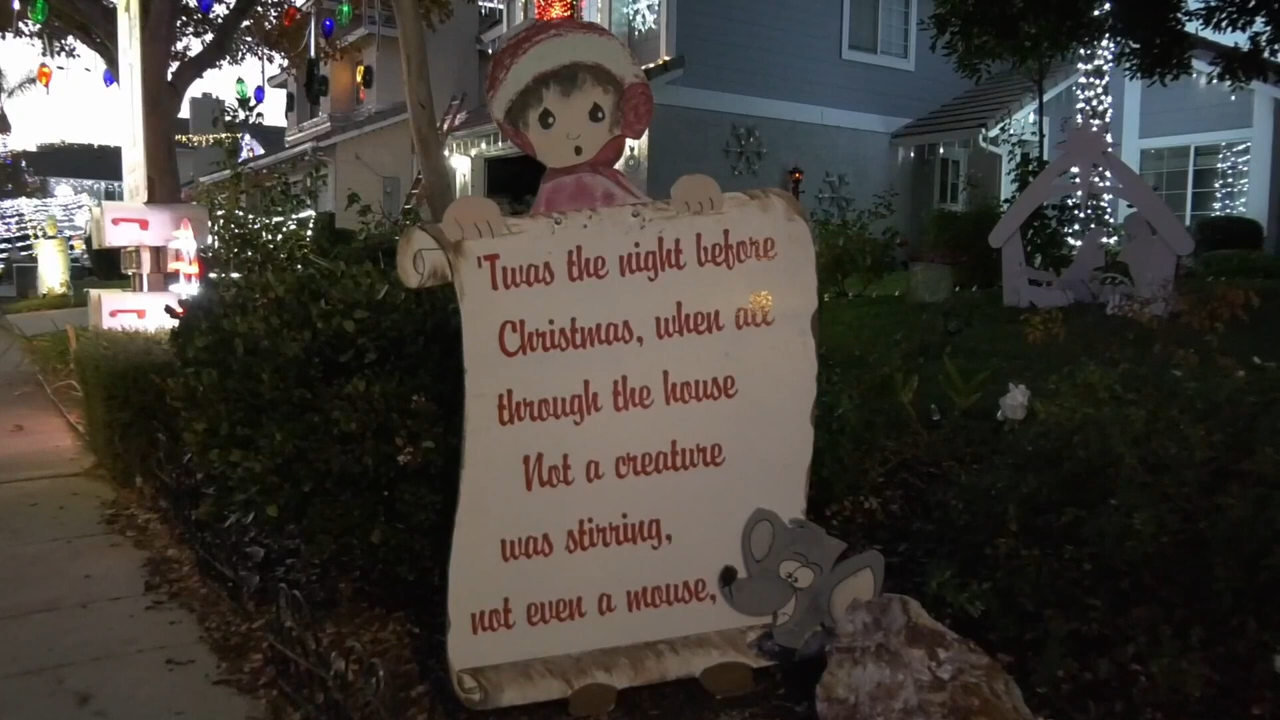 'Twas the night before
Christmas, when all
through the house
Not a creature
was stirring,
not even a mouse,